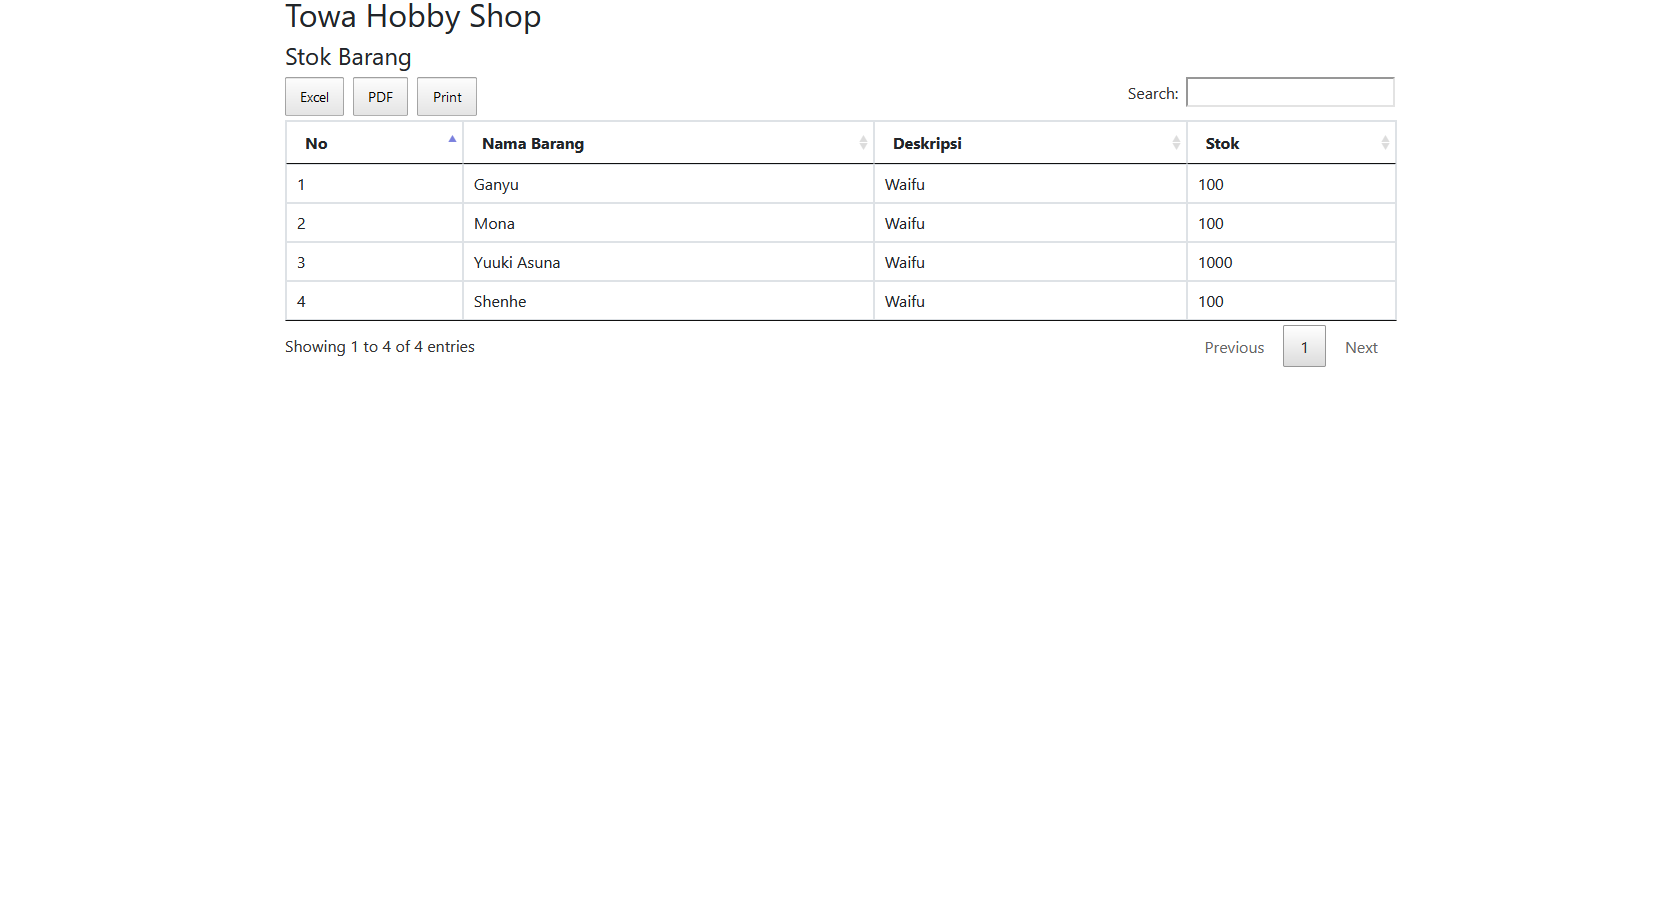 Towa Hobby Shop
Stok Barang
Excel PDF Print Search:
No Nama Barang Deskripsi Stok
1 Ganyu Waifu 100
2 Mona Waifu 100
3 Yuuki Asuna Waifu 1000
4 Shenhe Waifu 100
Showing 1 to 4 of 4 entries Previous 1 Next